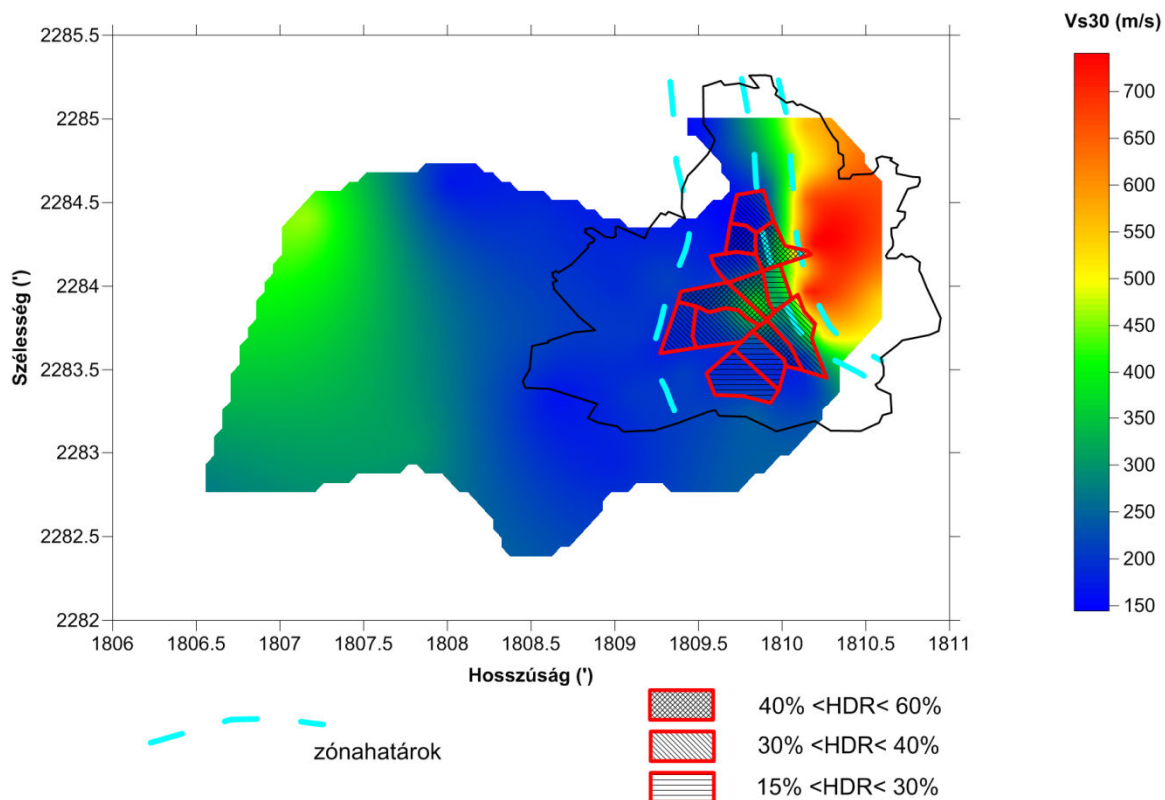 Vs30 (m/s)
2285.5
2285
2284.5
2284
2283.5
2283
2282.5
2282
Szélesség (')
1806 1806.5 1807 1807.5 1808 1808.5 1809 1809.5 1810 1810.5 1811
Hosszúság (')
700
650
600
550
500
450
400
350
300
250
200
150
zónahatárok
40% <HDR< 60%
30% <HDR< 40%
15% <HDR< 30%